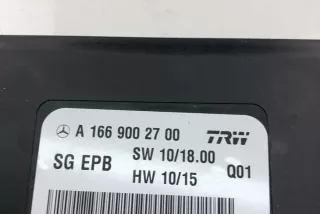 A 166 900 27 00 TRW
SG EPB SW 10/18.00 Q01
HW 10/15